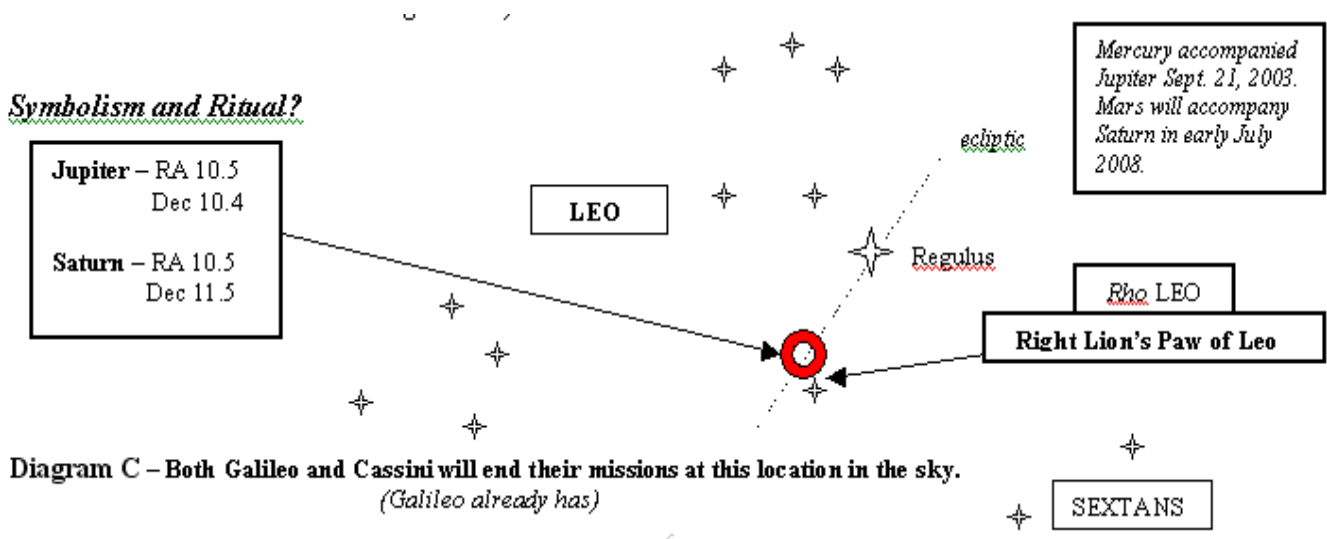 Symbolism and Ritual?
Jupiter – RA 10.5
Dec 10.4
Saturn – RA 10.5
Dec 11.5
LEO
ecliptic
Mercury accompanied
Jupiter Sept. 21, 2003.
Mars will accompany
Saturn in early July
2008.
Regulus
Rho LEO
Right Lion's Paw of Leo
Diagram C – Both Galileo and Cassini will end their missions at this location in the sky.
(Galileo already has)
SEXTANS